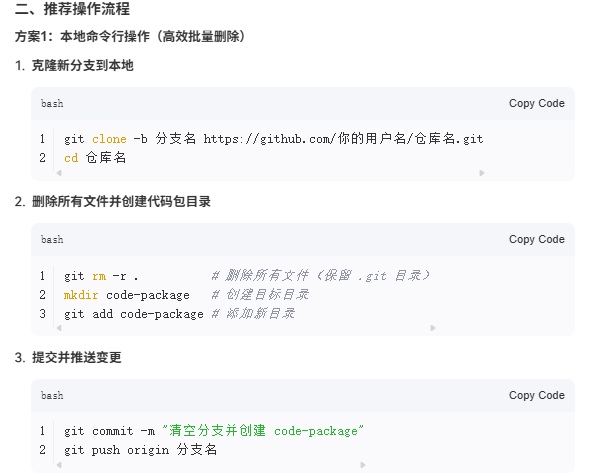 二、推荐操作流程
方案1：本地命令行操作（高效批量删除）
1. 克隆新分支到本地
bash Copy Code
1 git clone -b 分支名 https://github.com/你的用户名/仓库名.git
2 cd 仓库名
2. 删除所有文件并创建代码包目录
bash Copy Code
1 git rm -r . # 删除所有文件（保留 .git 目录）
2 mkdir code-package # 创建目标目录
3 git add code-package # 添加新目录
3. 提交并推送变更
bash Copy Code
1 git commit -m "清空分支并创建 code-package"
2 git push origin 分支名